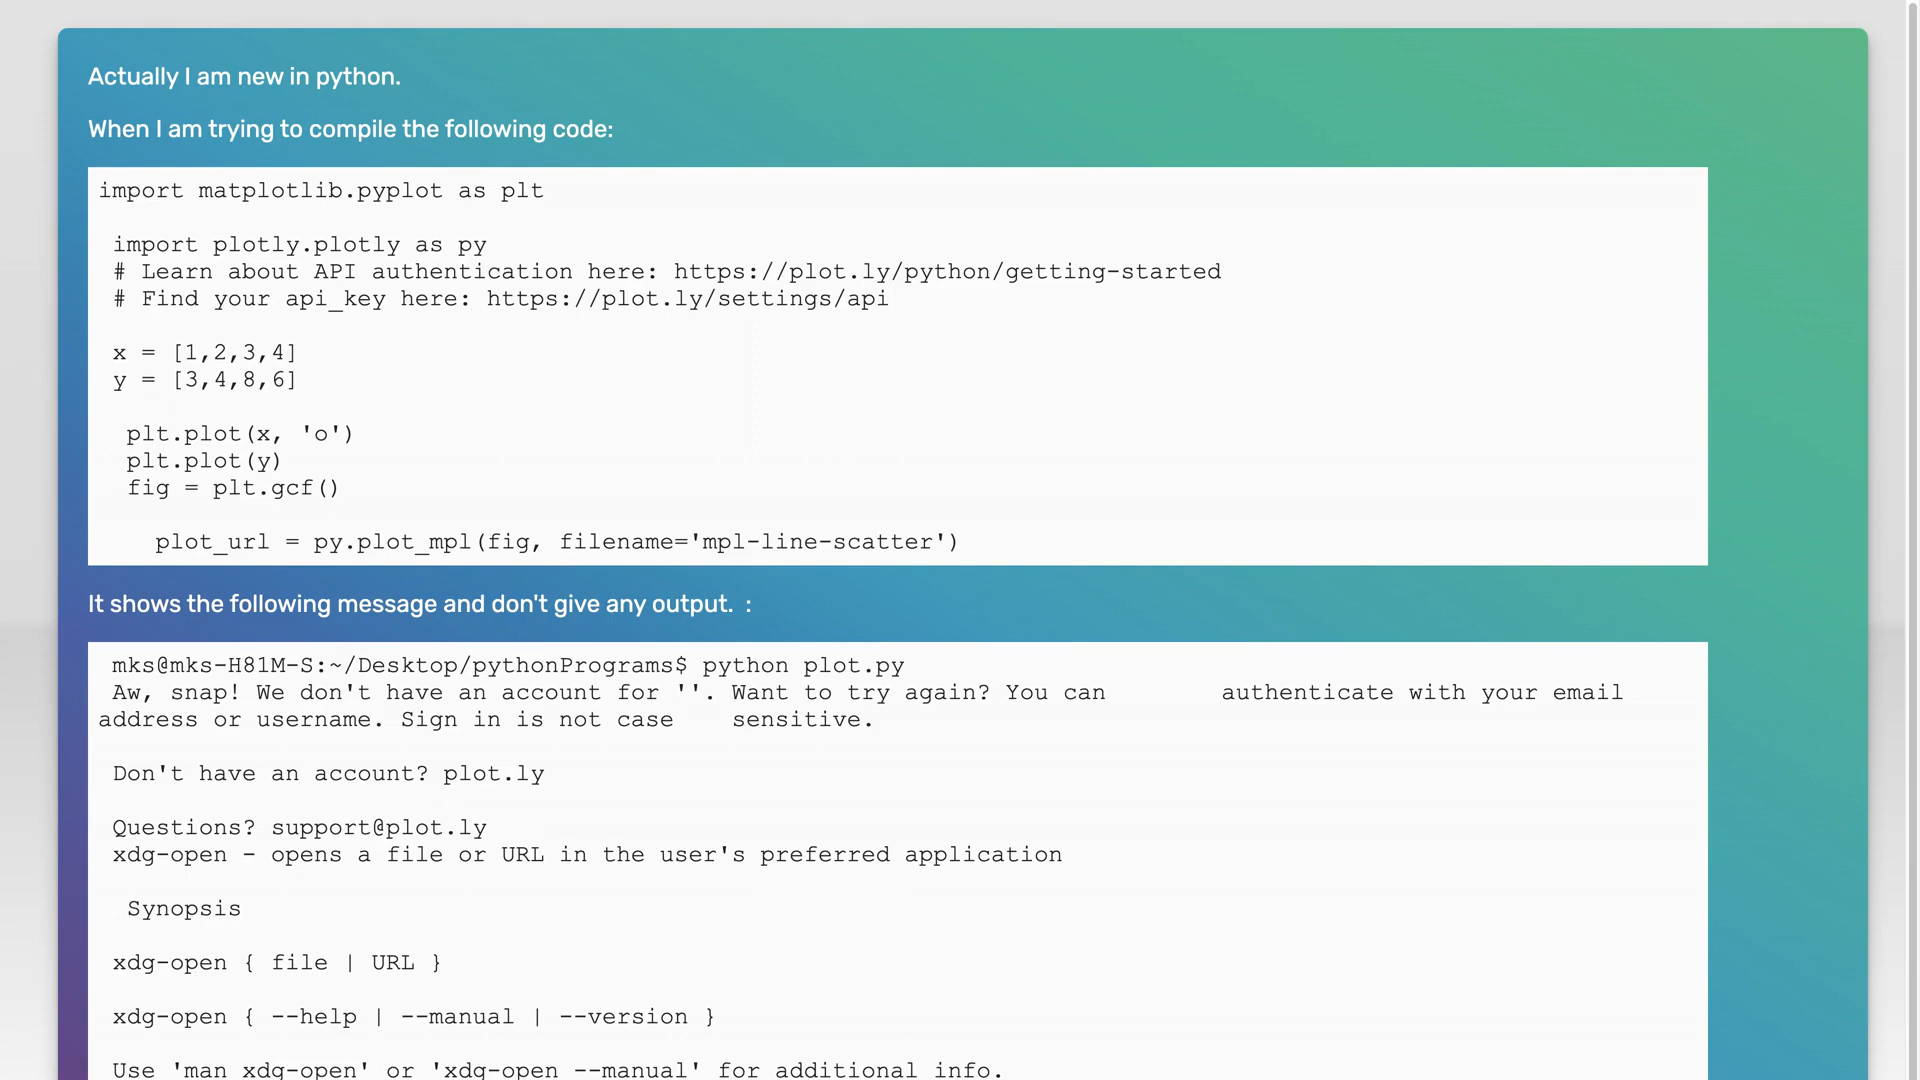 Actually I am new in python.
When I am trying to compile the following code:
import matplotlib.pyplot as plt
import plotly.plotly as py
# Learn about API authentication here: https://plot.ly/python/getting-started
# Find your api_key here: https://plot.ly/settings/api
x = [1,2,3,4]
y = [3,4,8,6]
plt.plot(x, 'o')
plt.plot(y)
fig = plt.gcf()
plot_url = py.plot_mpl(fig, filename='mpl-line-scatter')
It shows the following message and don't give any output.  :
mks@mks-H81M-S:~/Desktop/pythonPrograms$ python plot.py
Aw, snap! We don't have an account for ''. Want to try again? You can        authenticate with your email
address or username. Sign in is not case    sensitive.
Don't have an account? plot.ly
Questions? support@plot.ly
xdg-open - opens a file or URL in the user's preferred application
Synopsis
xdg-open { file | URL }
xdg-open { --help | --manual | --version }
Use 'man xdg-open' or 'xdg-open --manual' for additional info.